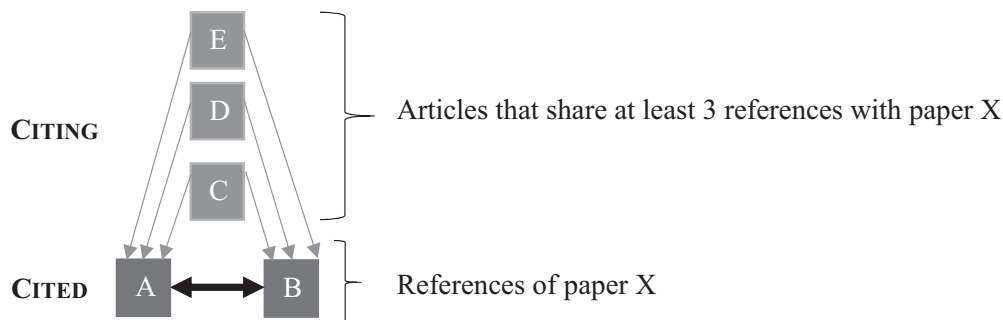 E
D
CITING
Articles that share at least 3 references with paper X
C
CITED
A
B
References of paper X